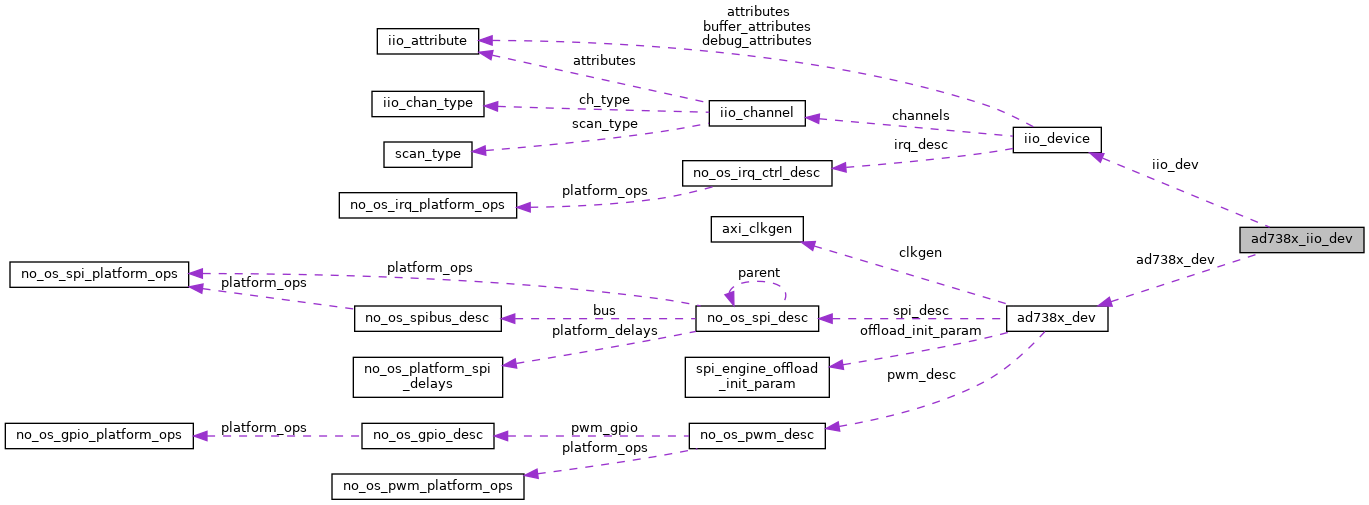 attributes
buffer_attributes
debug_attributes
iio_attribute
attributes
iio_chan_type
ch_type
iio_channel
channels
scan_type
scan_type
iio_device
irq_desc
no_os_irq_ctrl_desc
iio_dev
platform_ops
no_os_irq_platform_ops
axi_clkgen
ad738x_iio_dev
clkgen
ad738x_dev
no_os_spi_platform_ops
platform_ops
platform_ops
parent
no_os_spibus_desc
bus
no_os_spi_desc
spi_desc
ad738x_dev
platform_delays
offload_init_param
no_os_platform_spi
_delays
spi_engine_offload
_init_param
pwm_desc
no_os_gpio_platform_ops
platform_ops
no_os_gpio_desc
pwm_gpio
no_os_pwm_desc
platform_ops
no_os_pwm_platform_ops